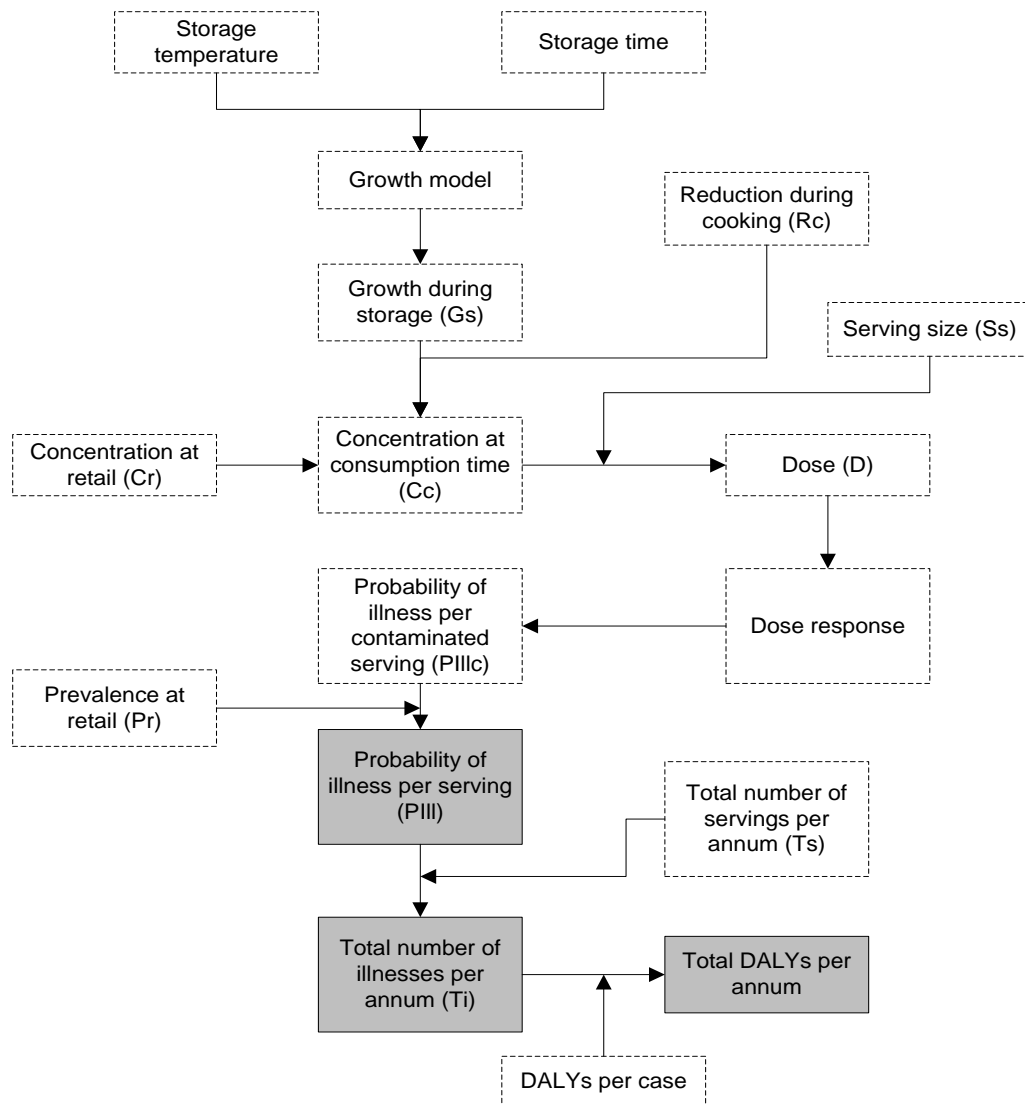 Storage
temperature
Storage time
Growth model
Reduction during
cooking (Rc)
Growth during
storage (Gs)
Serving size (Ss)
Concentration at
retail (Cr)
Concentration at
consumption time
(Cc)
Dose (D)
Probability of
illness per
contaminated
serving (PIllc)
Dose response
Prevalence at
retail (Pr)
Probability of
illness per serving
(PIll)
Total number of
servings per
annum (Ts)
Total number of
illnesses per
annum (Ti)
Total DALYs per
annum
DALYs per case